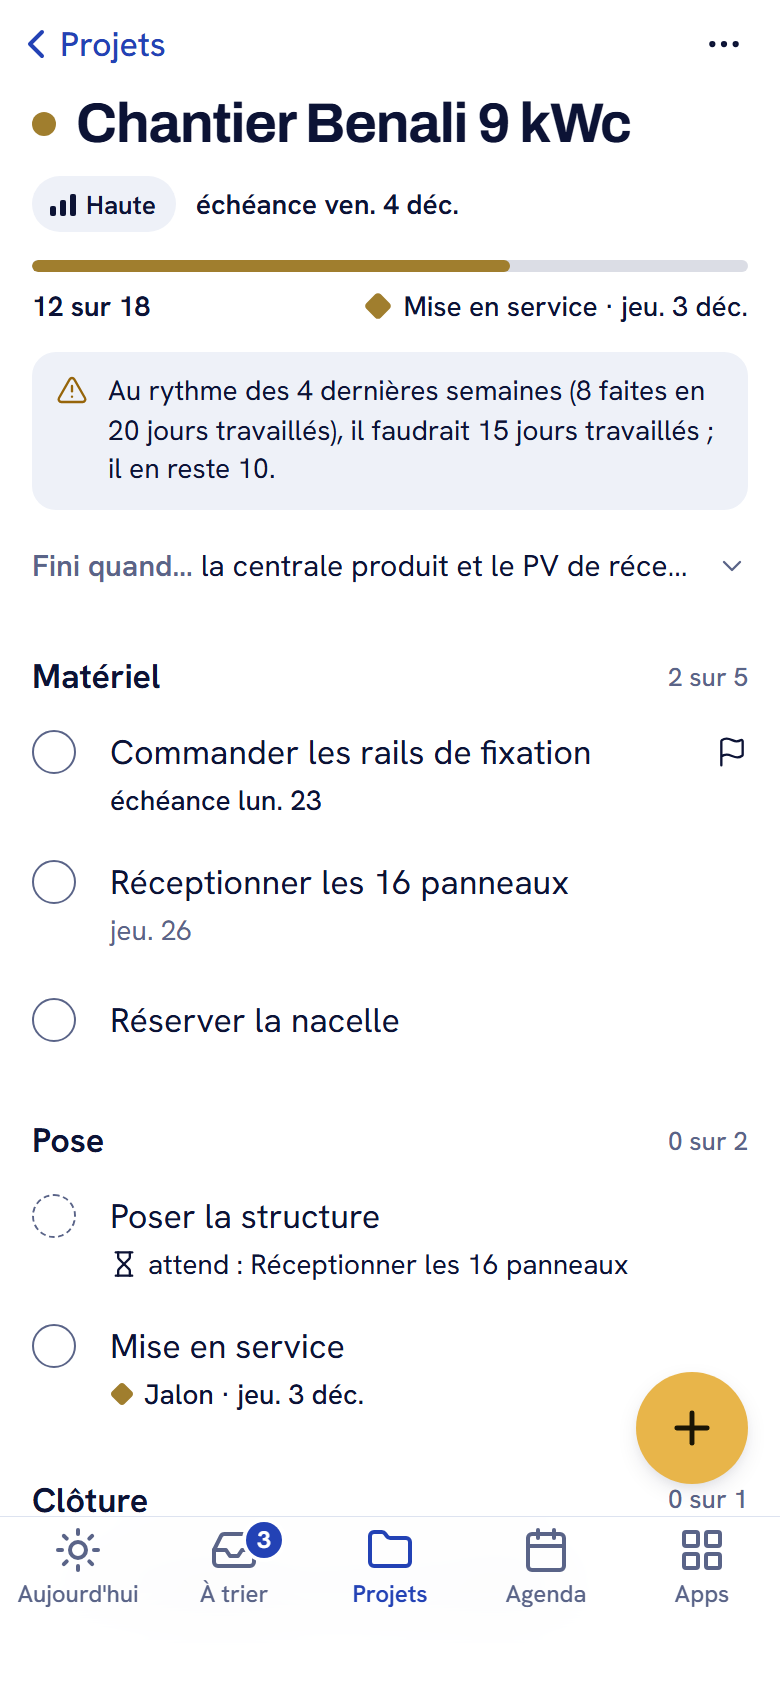 Projets
Chantier Benali 9 kWc
Haute
échéance ven. 4 déc.
12 sur 18
Mise en service · jeu. 3 déc.
Au rythme des 4 dernières semaines (8 faites en
20 jours travaillés), il faudrait 15 jours travaillés ;
il en reste 10.
Fini quand... la centrale produit et le PV de réce...
Matériel
2 sur 5
Commander les rails de fixation
échéance lun. 23
Réceptionner les 16 panneaux
jeu. 26
Réserver la nacelle
Pose
0 sur 2
Poser la structure
attend : Réceptionner les 16 panneaux
Mise en service
Jalon · jeu. 3 déc.
Clôture
0 sur 1
3
Aujourd'hui
À trier
Projets
Agenda
Apps